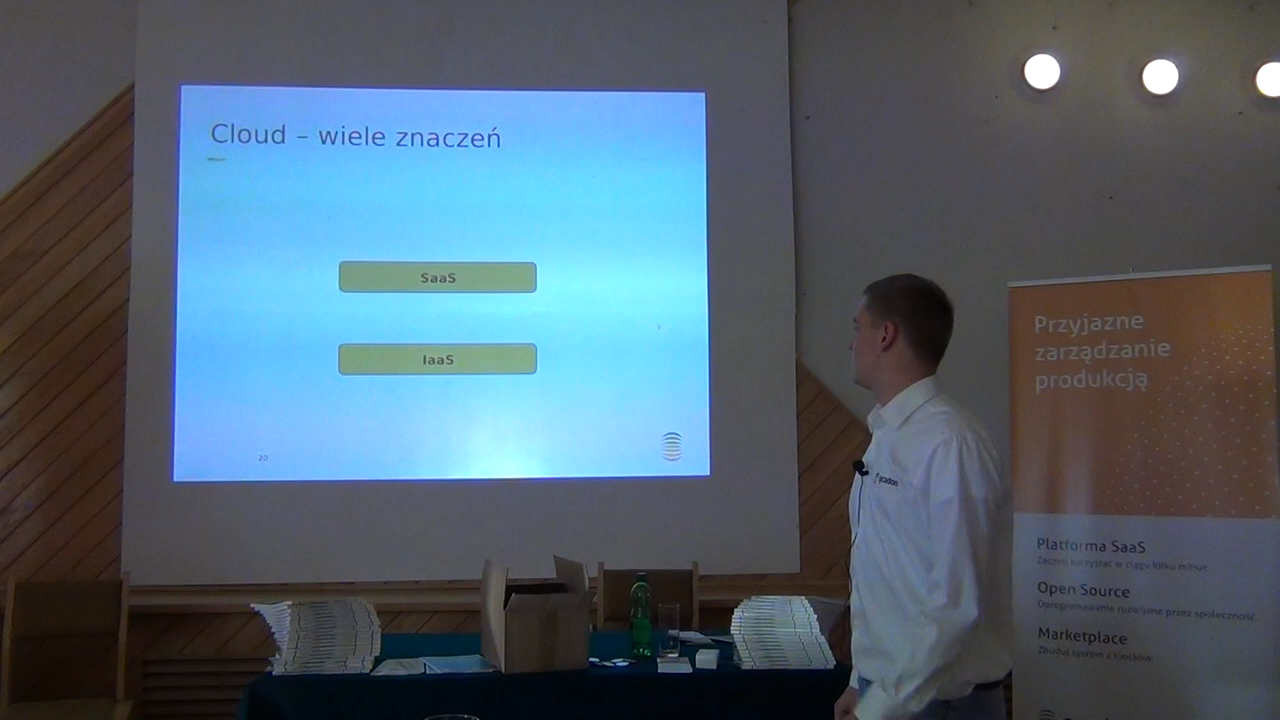 Cloud – wiele znaczeń
SaaS
IaaS
20
Przyjazne
zarządzanie
produkcją
Platforma SaaS
Zacznij korzystać w ciągu kilku minut.
Open Source
Oprogramowanie rozwijane przez społeczność.
Marketplace
Zbuduj system z klocków.